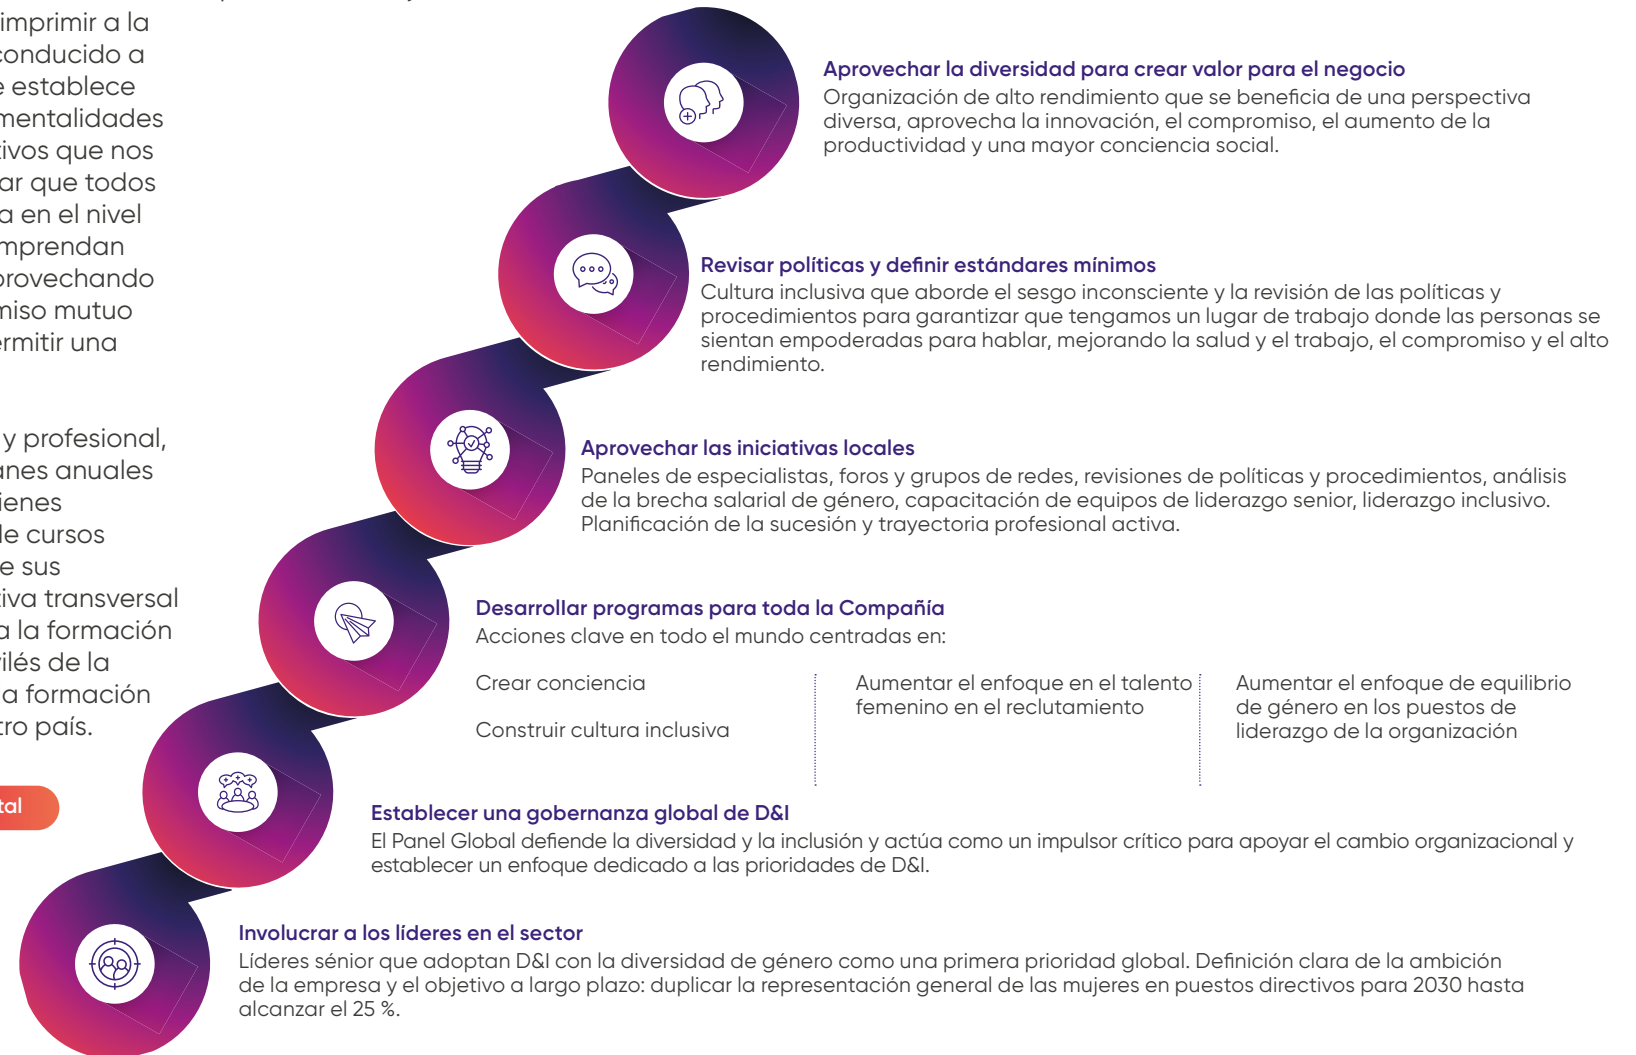 imprimir a la
conducido a
establece
mentalidades
que nos
que todos
en el nivel
mutuo
una
y profesional,
anuales
cursos
sus
transversal
a la formación
de la
formación
país.
Aprovechar la diversidad para crear valor para el negocio
Organización de alto rendimiento que se beneficia de una perspectiva
diversa, aprovecha la innovación, el compromiso, el aumento de la
productividad y una mayor conciencia social.
Revisar políticas y definir estándares mínimos
Cultura inclusiva que aborde el sesgo inconsciente y la revisión de las políticas y
procedimientos para garantizar que tengamos un lugar de trabajo donde las personas se
sientan empoderadas para hablar, mejorando la salud y el trabajo, el compromiso y el alto
rendimiento.
Aprovechar las iniciativas locales
Paneles de especialistas, foros y grupos de redes, revisiones de políticas y procedimientos, análisis
de la brecha salarial de género, capacitación de equipos de liderazgo senior, liderazgo inclusivo.
Planificación de la sucesión y trayectoria profesional activa.
Desarrollar programas para toda la Compañía
Acciones clave en todo el mundo centradas en:
Crear conciencia
Construir cultura inclusiva
Aumentar el enfoque en el talento
femenino en el reclutamiento
Aumentar el enfoque de equilibrio
de género en los puestos de
liderazgo de la organización
Establecer una gobernanza global de D&I
El Panel Global defiende la diversidad y la inclusión y actúa como un impulsor crítico para apoyar el cambio organizacional y
establecer un enfoque dedicado a las prioridades de D&I.
Involucrar a los líderes en el sector
Líderes sénior que adoptan D&I con la diversidad de género como una primera prioridad global. Definición clara de la ambición
de la empresa y el objetivo a largo plazo: duplicar la representación general de las mujeres en puestos directivos para 2030 hasta
alcanzar el 25 %.